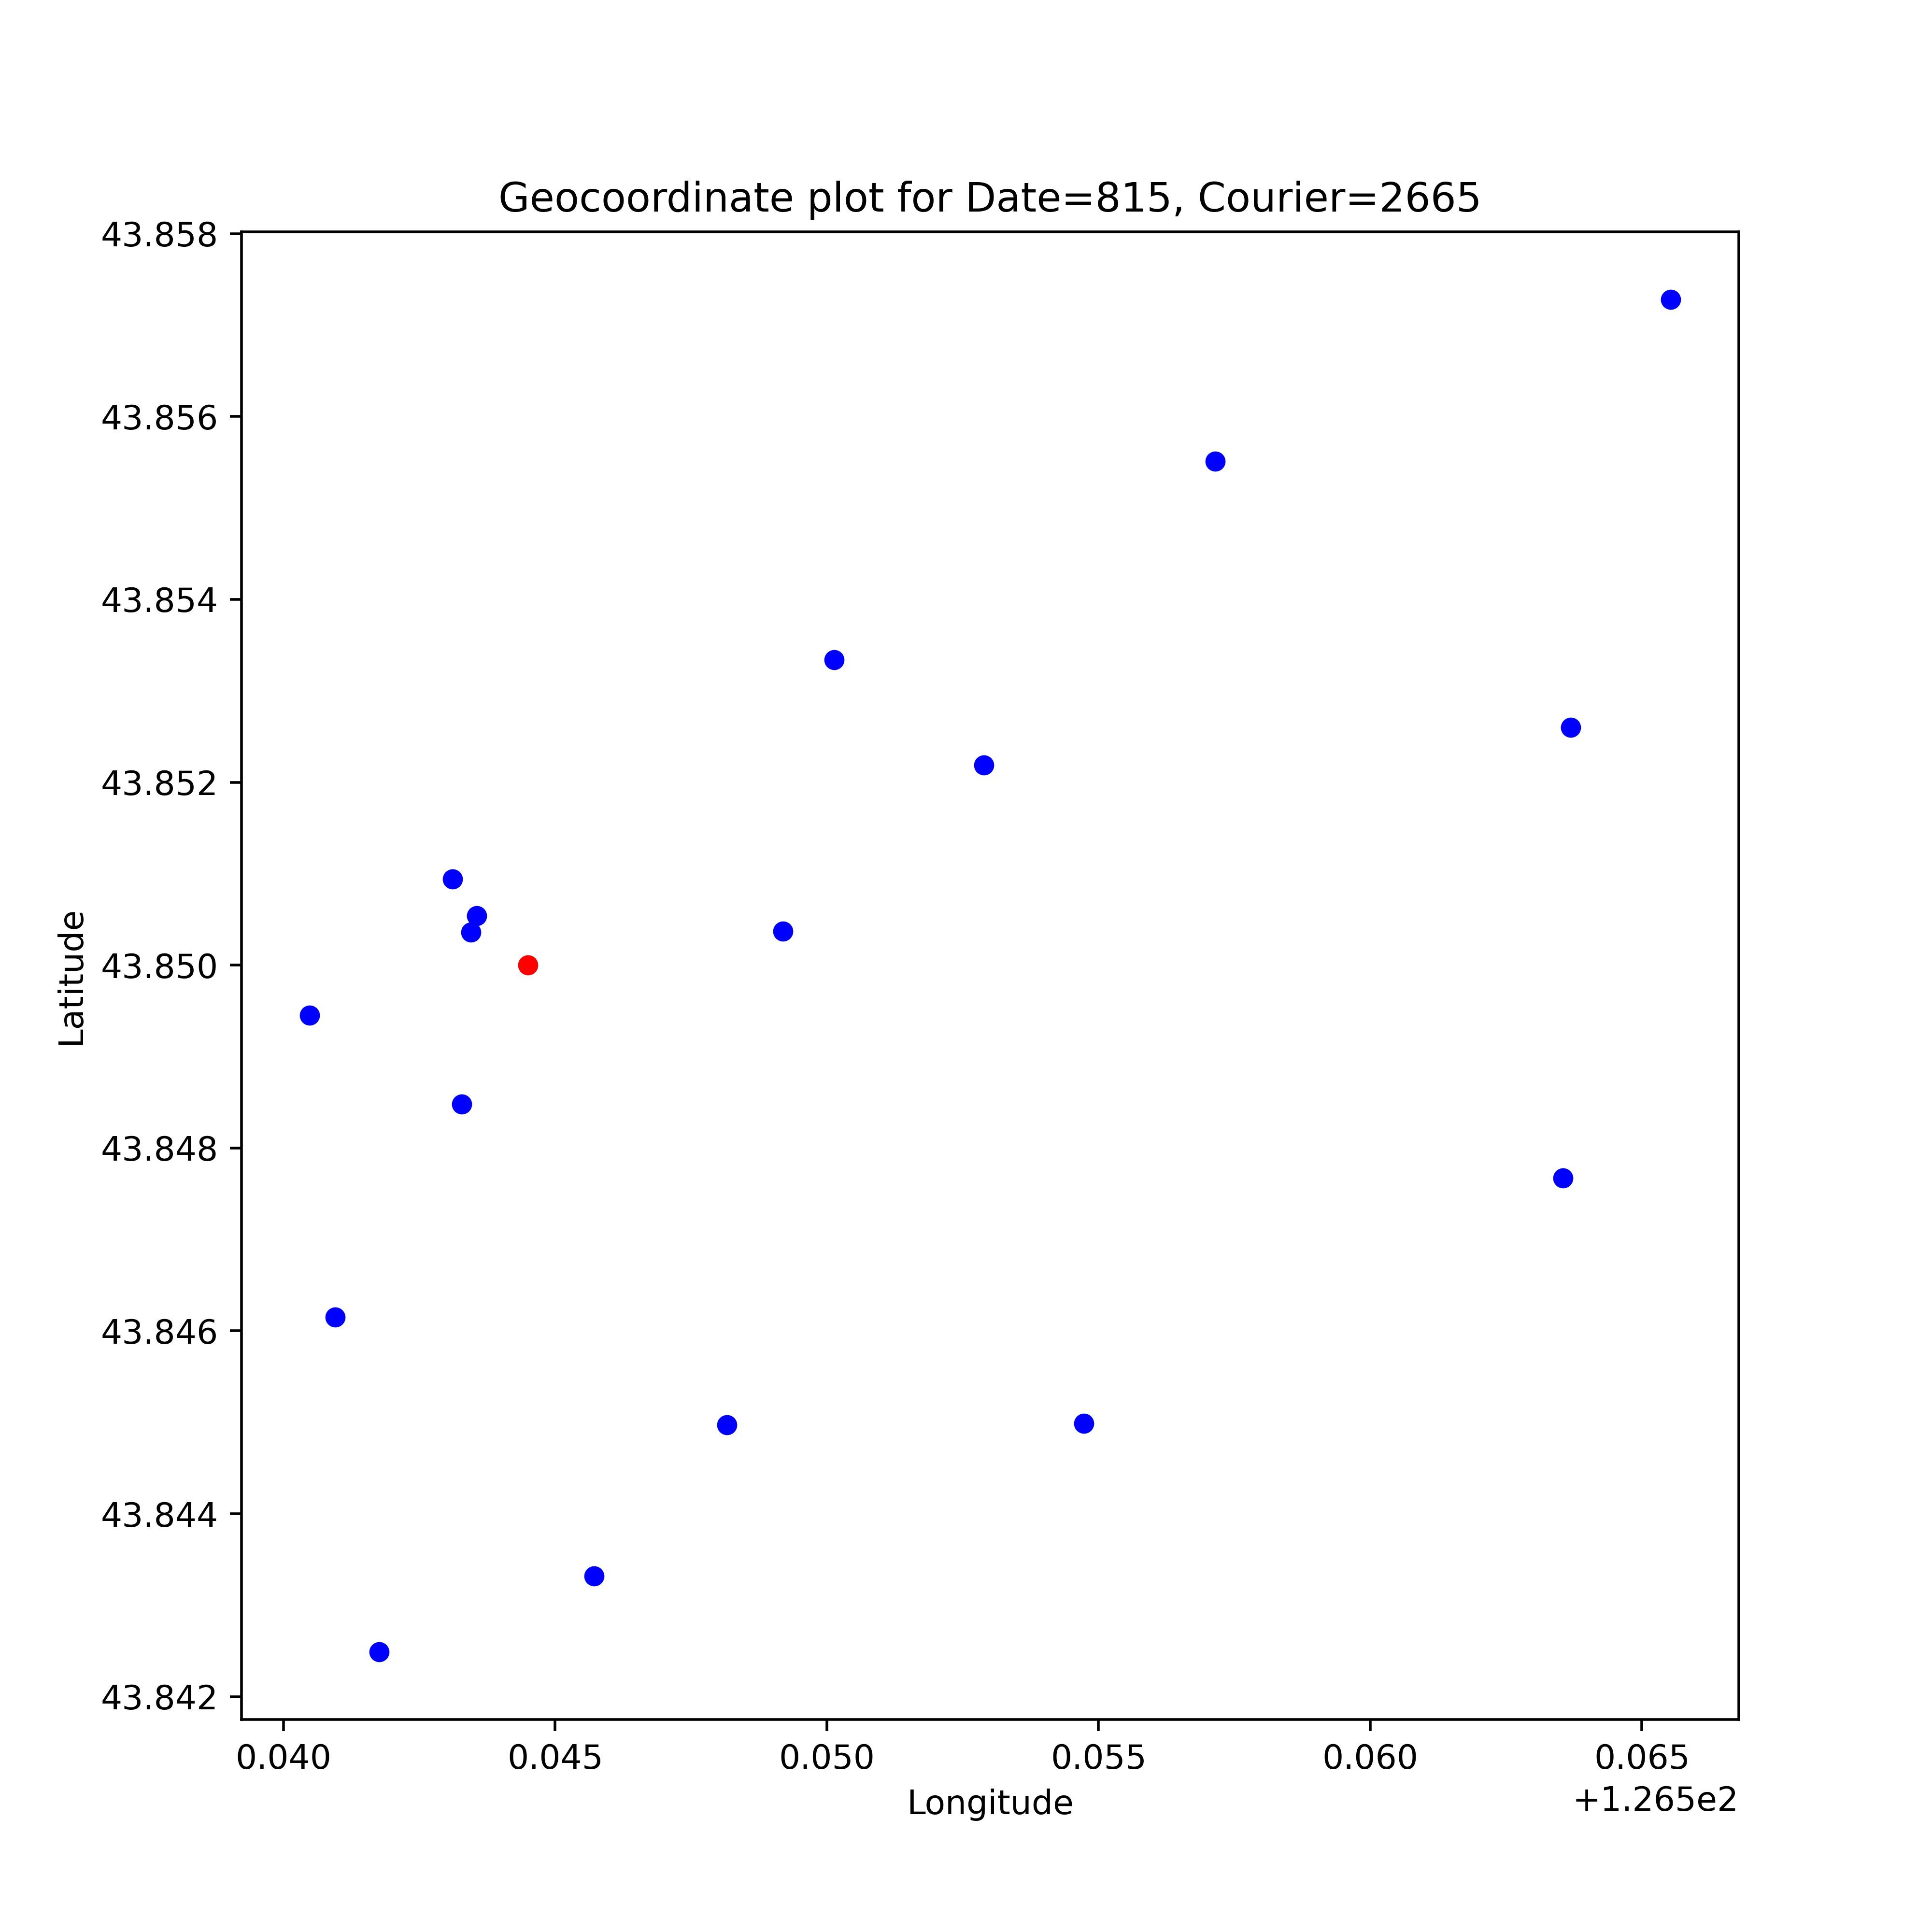 Geocoordinate plot for Date=815, Courier=2665
43.858
43.856
43.854
43.852
43.850
43.848
43.846
43.844
43.842
Latitude
0.040 0.045 0.050 0.055 0.060 0.065
+1.265e2
Longitude